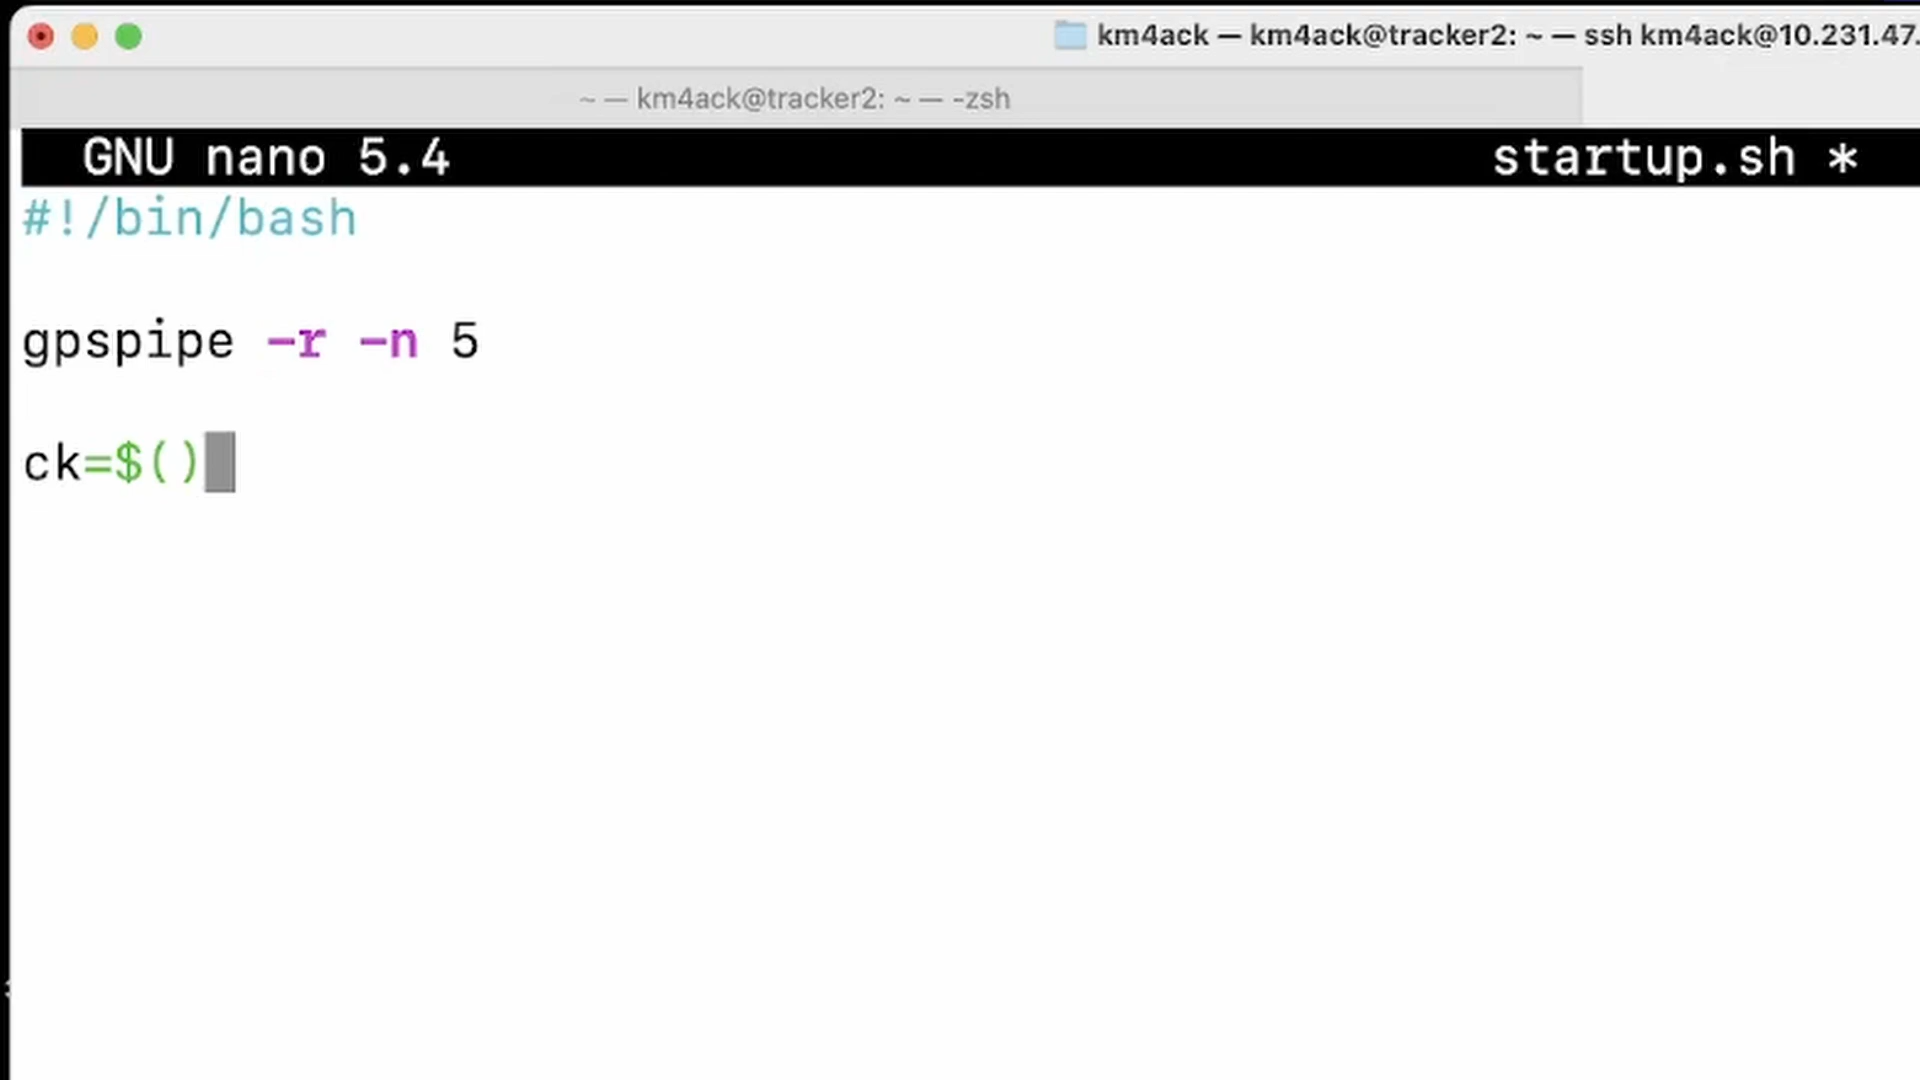 km4ack — km4ack@tracker2: ~ — ssh km4ack@10.231.47.
~ — km4ack@tracker2: ~ — -zsh
GNU nano 5.4 startup.sh *
#!/bin/bash
gpspipe -r -n 5
ck=$()